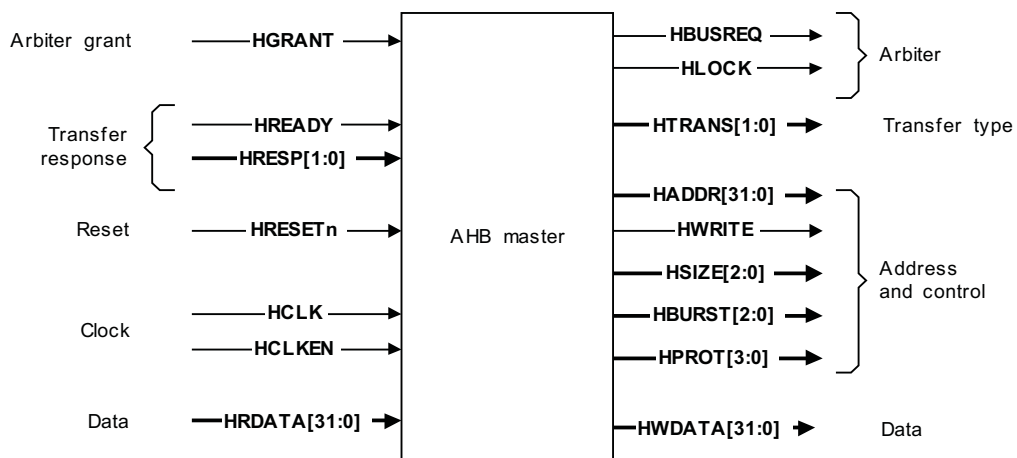 Arbiter grant
HGRANT
HBUSREQ
HLOCK
Arbiter
Transfer
response
HREADY
HRESP[1:0]
HTRANS[1:0]
Transfer type
Reset
HRESETn
AHB master
HADDR[31:0]
HWRITE
HSIZE[2:0]
HBURST[2:0]
HPROT[3:0]
Address
and control
Clock
HCLK
HCLKEN
Data
HRDATA[31:0]
HWDATA[31:0]
Data